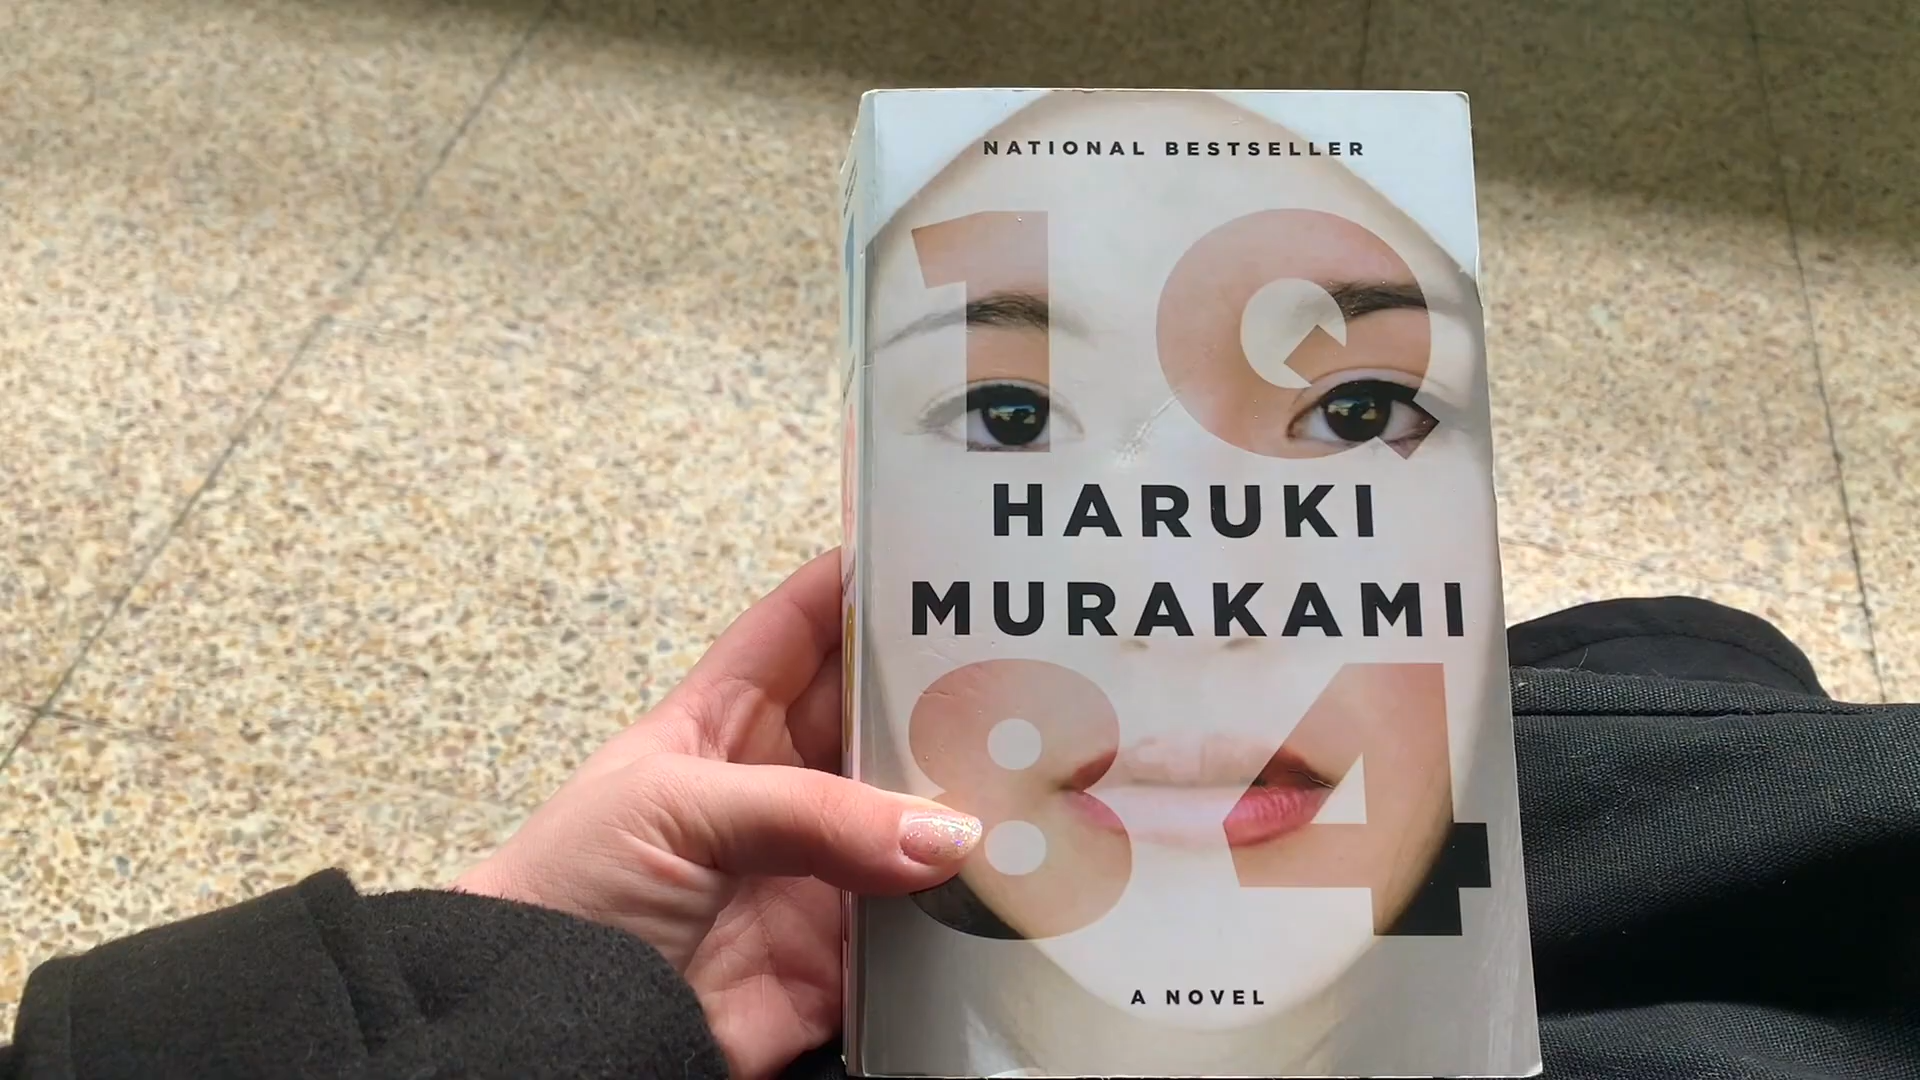 NATIONAL BESTSELLER
1Q
HARUKI
MURAKAMI
84
A NOVEL